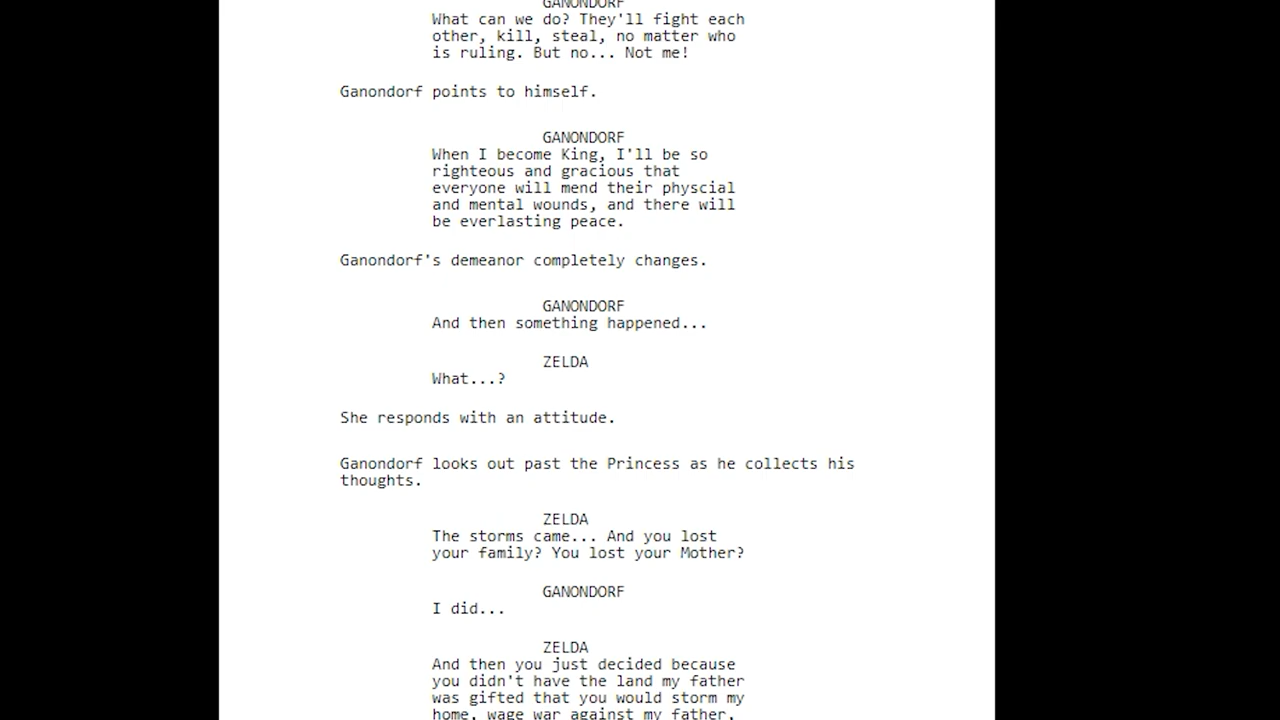 GANONDORF
What can we do? They'll fight each
other, kill, steal, no matter who
is ruling. But no... Not me!
Ganondorf points to himself.
GANONDORF
When I become King, I'll be so
righteous and gracious that
everyone will mend their physcial
and mental wounds, and there will
be everlasting peace.
Ganondorf's demeanor completely changes.
GANONDORF
And then something happened...
ZELDA
What...?
She responds with an attitude.
Ganondorf looks out past the Princess as he collects his
thoughts.
ZELDA
The storms came... And you lost
your family? You lost your Mother?
GANONDORF
I did...
ZELDA
And then you just decided because
you didn't have the land my father
was gifted that you would storm my
home, wage war against my father,